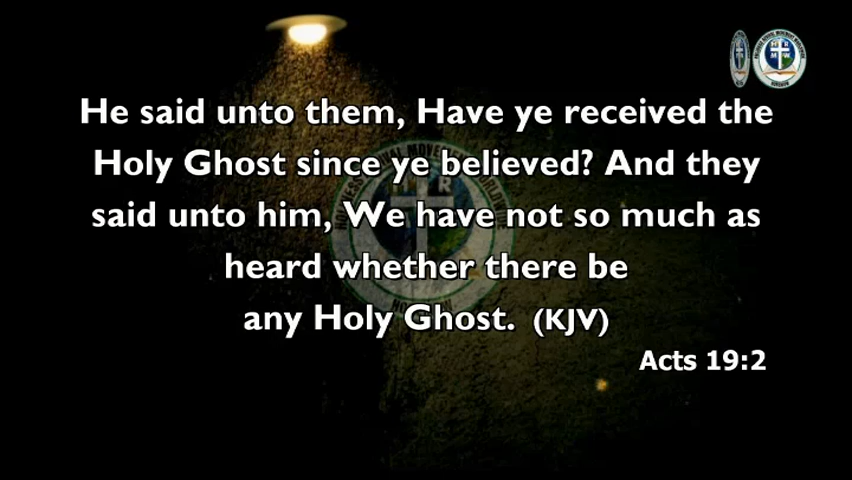 He said unto them, Have ye received the
Holy Ghost since ye believed? And they
said unto him, We have not so much as
heard whether there be
any Holy Ghost. (KJV)
Acts 19:2